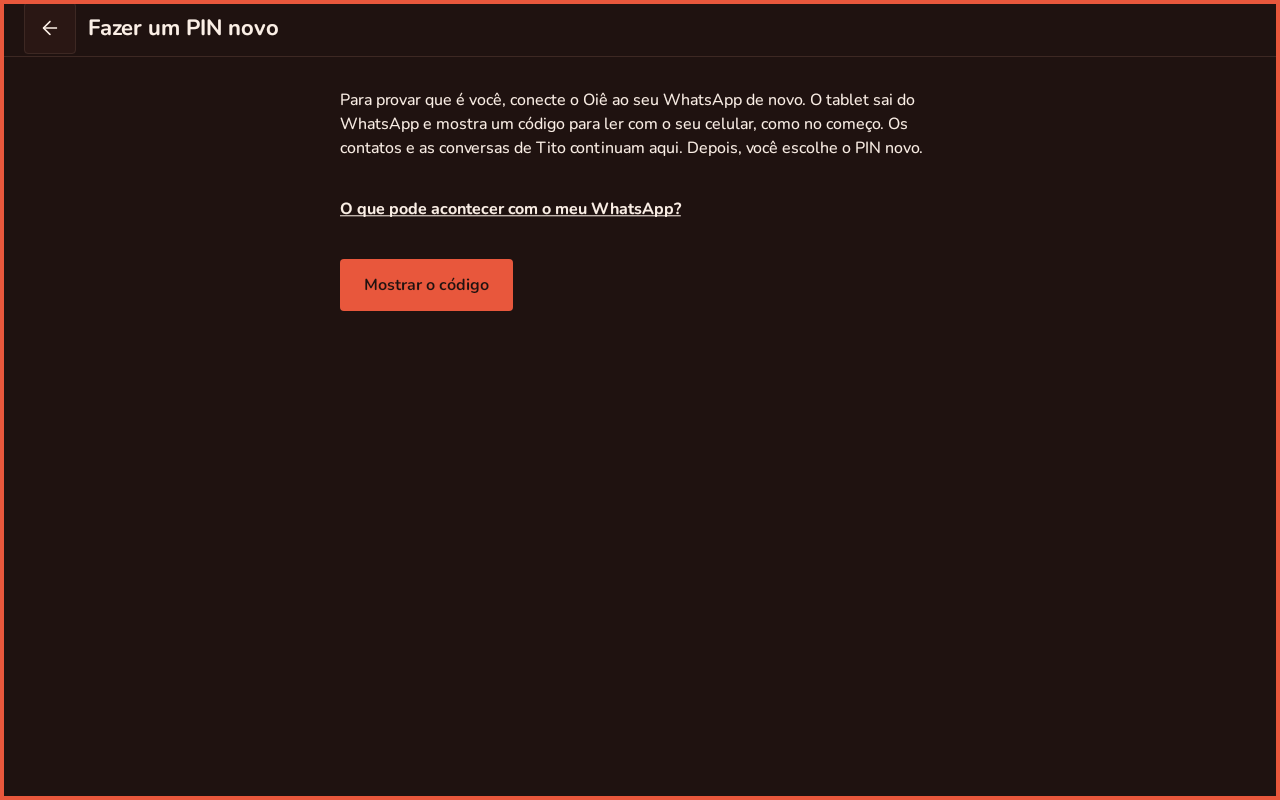 Fazer um PIN novo
Para provar que é você, conecte o Oiê ao seu WhatsApp de novo. O tablet sai do
WhatsApp e mostra um código para ler com o seu celular, como no começo. Os
contatos e as conversas de Tito continuam aqui. Depois, você escolhe o PIN novo.
O que pode acontecer com o meu WhatsApp?
Mostrar o código